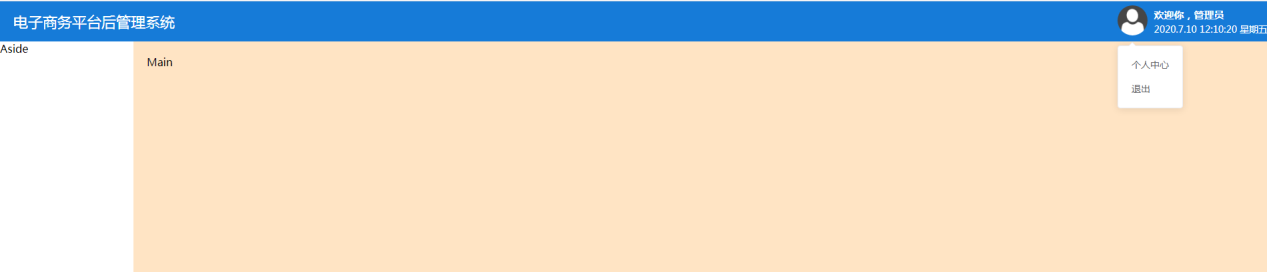 电子商务平台后管理系统
欢迎你，管理员
2020.7.10 12:10:20 星期五
Aside
Main
个人中心
退出